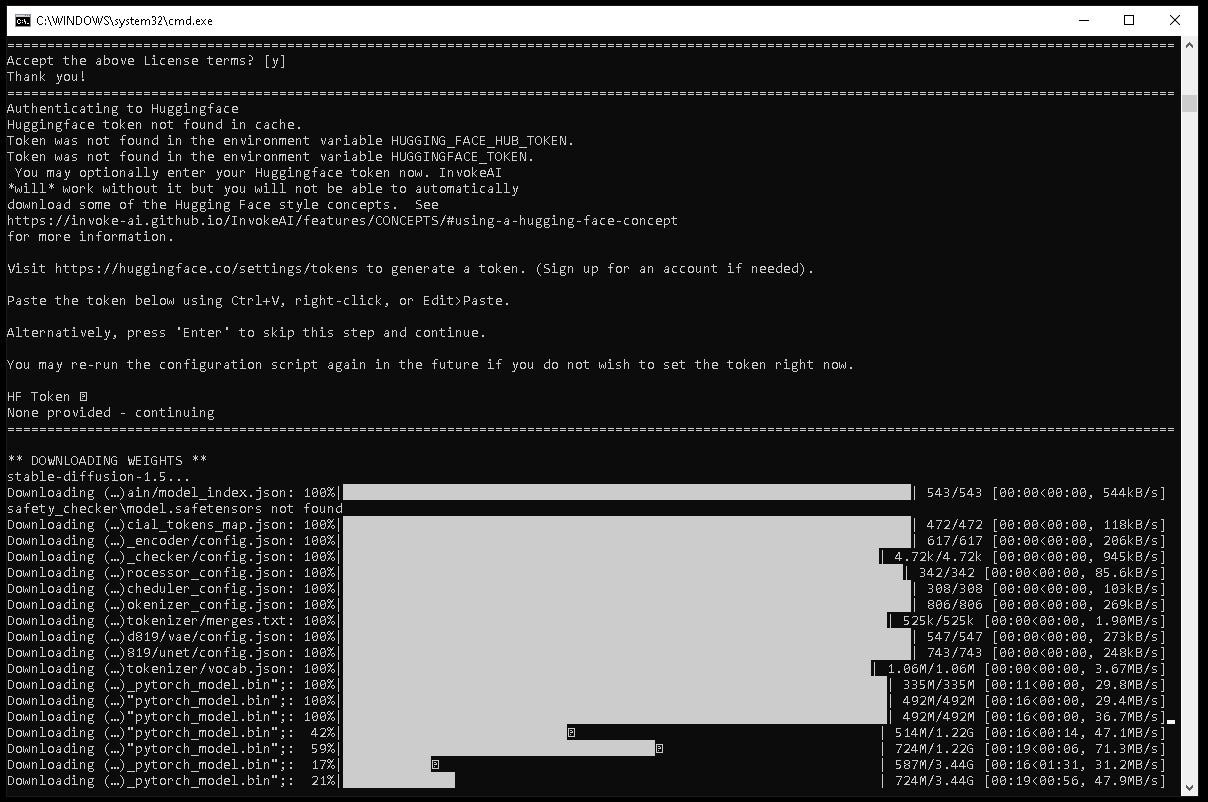 C:\WINDOWS\system32\cmd.exe
==================================================================================================================================================
Accept the above License terms? [y]
Thank you!
==================================================================================================================================================
Authenticating to Huggingface
Huggingface token not found in cache.
Token was not found in the environment variable HUGGING_FACE_HUB_TOKEN.
Token was not found in the environment variable HUGGINGFACE_TOKEN.
You may optionally enter your Huggingface token now. InvokeAI
*will* work without it but you will not be able to automatically
download some of the Hugging Face style concepts.  See
https://invoke-ai.github.io/InvokeAI/features/CONCEPTS/#using-a-hugging-face-concept
for more information.
Visit https://huggingface.co/settings/tokens to generate a token. (Sign up for an account if needed).
Paste the token below using Ctrl+V, right-click, or Edit>Paste.
Alternatively, press 'Enter' to skip this step and continue.
You may re-run the configuration script again in the future if you do not wish to set the token right now.
HF Token ⍰
None provided - continuing
==================================================================================================================================================
** DOWNLOADING WEIGHTS **
stable-diffusion-1.5...
Downloading (…)ain/model_index.json: 100%| | 543/543 [00:00<00:00, 544kB/s]
safety_checker\model.safetensors not found
Downloading (…)cial_tokens_map.json: 100%| | 472/472 [00:00<00:00, 118kB/s]
Downloading (…)_encoder/config.json: 100%| | 617/617 [00:00<00:00, 206kB/s]
Downloading (…)_checker/config.json: 100%| | 4.72k/4.72k [00:00<00:00, 945kB/s]
Downloading (…)rocessor_config.json: 100%| | 342/342 [00:00<00:00, 85.6kB/s]
Downloading (…)cheduler_config.json: 100%| | 308/308 [00:00<00:00, 103kB/s]
Downloading (…)okenizer_config.json: 100%| | 806/806 [00:00<00:00, 269kB/s]
Downloading (…)tokenizer/merges.txt: 100%| | 525k/525k [00:00<00:00, 1.90MB/s]
Downloading (…)d819/vae/config.json: 100%| | 547/547 [00:00<00:00, 273kB/s]
Downloading (…)819/unet/config.json: 100%| | 743/743 [00:00<00:00, 248kB/s]
Downloading (…)tokenizer/vocab.json: 100%| | 1.06M/1.06M [00:00<00:00, 3.67MB/s]
Downloading (…)_pytorch_model.bin";: 100%| | 335M/335M [00:11<00:00, 29.8MB/s]
Downloading (…)"pytorch_model.bin";: 100%| | 492M/492M [00:16<00:00, 29.4MB/s]
Downloading (…)"pytorch_model.bin";: 100%| | 492M/492M [00:16<00:00, 36.7MB/s]
Downloading (…)"pytorch_model.bin";:  42%| ⍰ | 514M/1.22G [00:16<00:14, 47.1MB/s]
Downloading (…)"pytorch_model.bin";:  59%| ⍰ | 724M/1.22G [00:19<00:06, 71.3MB/s]
Downloading (…)_pytorch_model.bin";:  17%| ⍰ | 587M/3.44G [00:16<01:31, 31.2MB/s]
Downloading (…)_pytorch_model.bin";:  21%| | 724M/3.44G [00:19<00:56, 47.9MB/s]